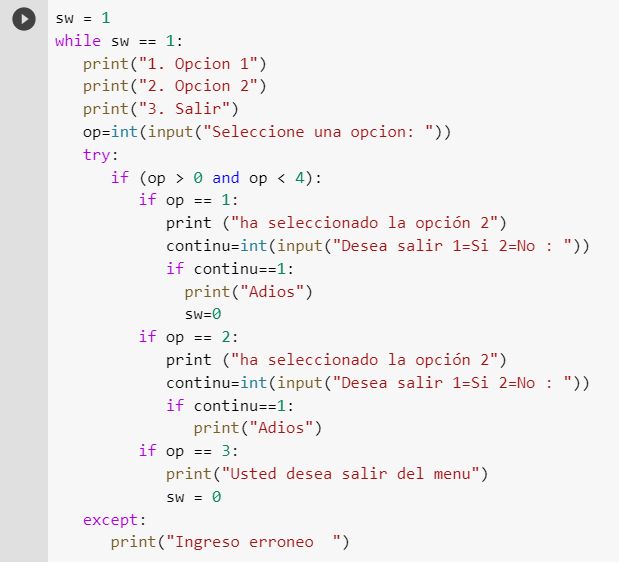 sw = 1
while sw == 1:
   print("1. Opcion 1")
   print("2. Opcion 2")
   print("3. Salir")
   op=int(input("Seleccione una opcion: "))
   try:
      if (op > 0 and op < 4):
         if op == 1:
            print ("ha seleccionado la opción 2")
            continu=int(input("Desea salir 1=Si 2=No : "))
            if continu==1:
              print("Adios")
              sw=0
         if op == 2:
            print ("ha seleccionado la opción 2")
            continu=int(input("Desea salir 1=Si 2=No : "))
            if continu==1:
               print("Adios")
         if op == 3:
            print("Usted desea salir del menu")
            sw = 0
   except:
      print("Ingreso erroneo  ")